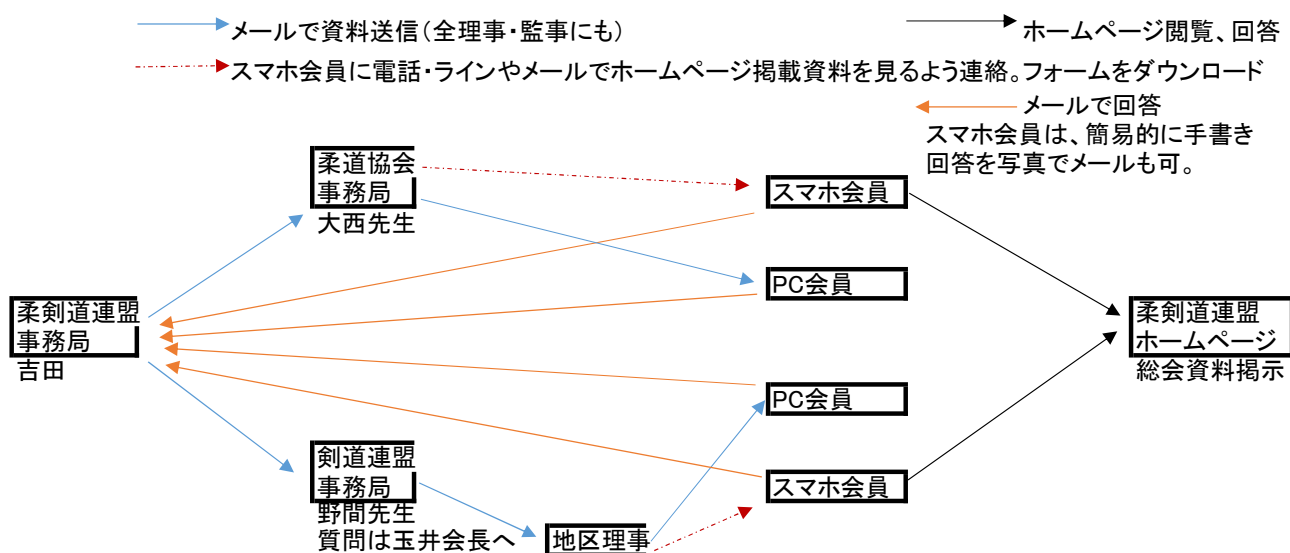 メールで資料送信(全理事・監事にも)
ホームページ閲覧、回答
スマホ会員に電話・ラインやメールでホームページ掲載資料を見るよう連絡。フォームをダウンロード
メールで回答
スマホ会員は、簡易的に手書き
回答を写真でメールも可。
柔道協会
事務局
大西先生
スマホ会員
PC会員
柔剣道連盟
事務局
吉田
柔剣道連盟
ホームページ
総会資料掲示
PC会員
剣道連盟
事務局
野間先生
質問は玉井会長へ
スマホ会員
地区理事